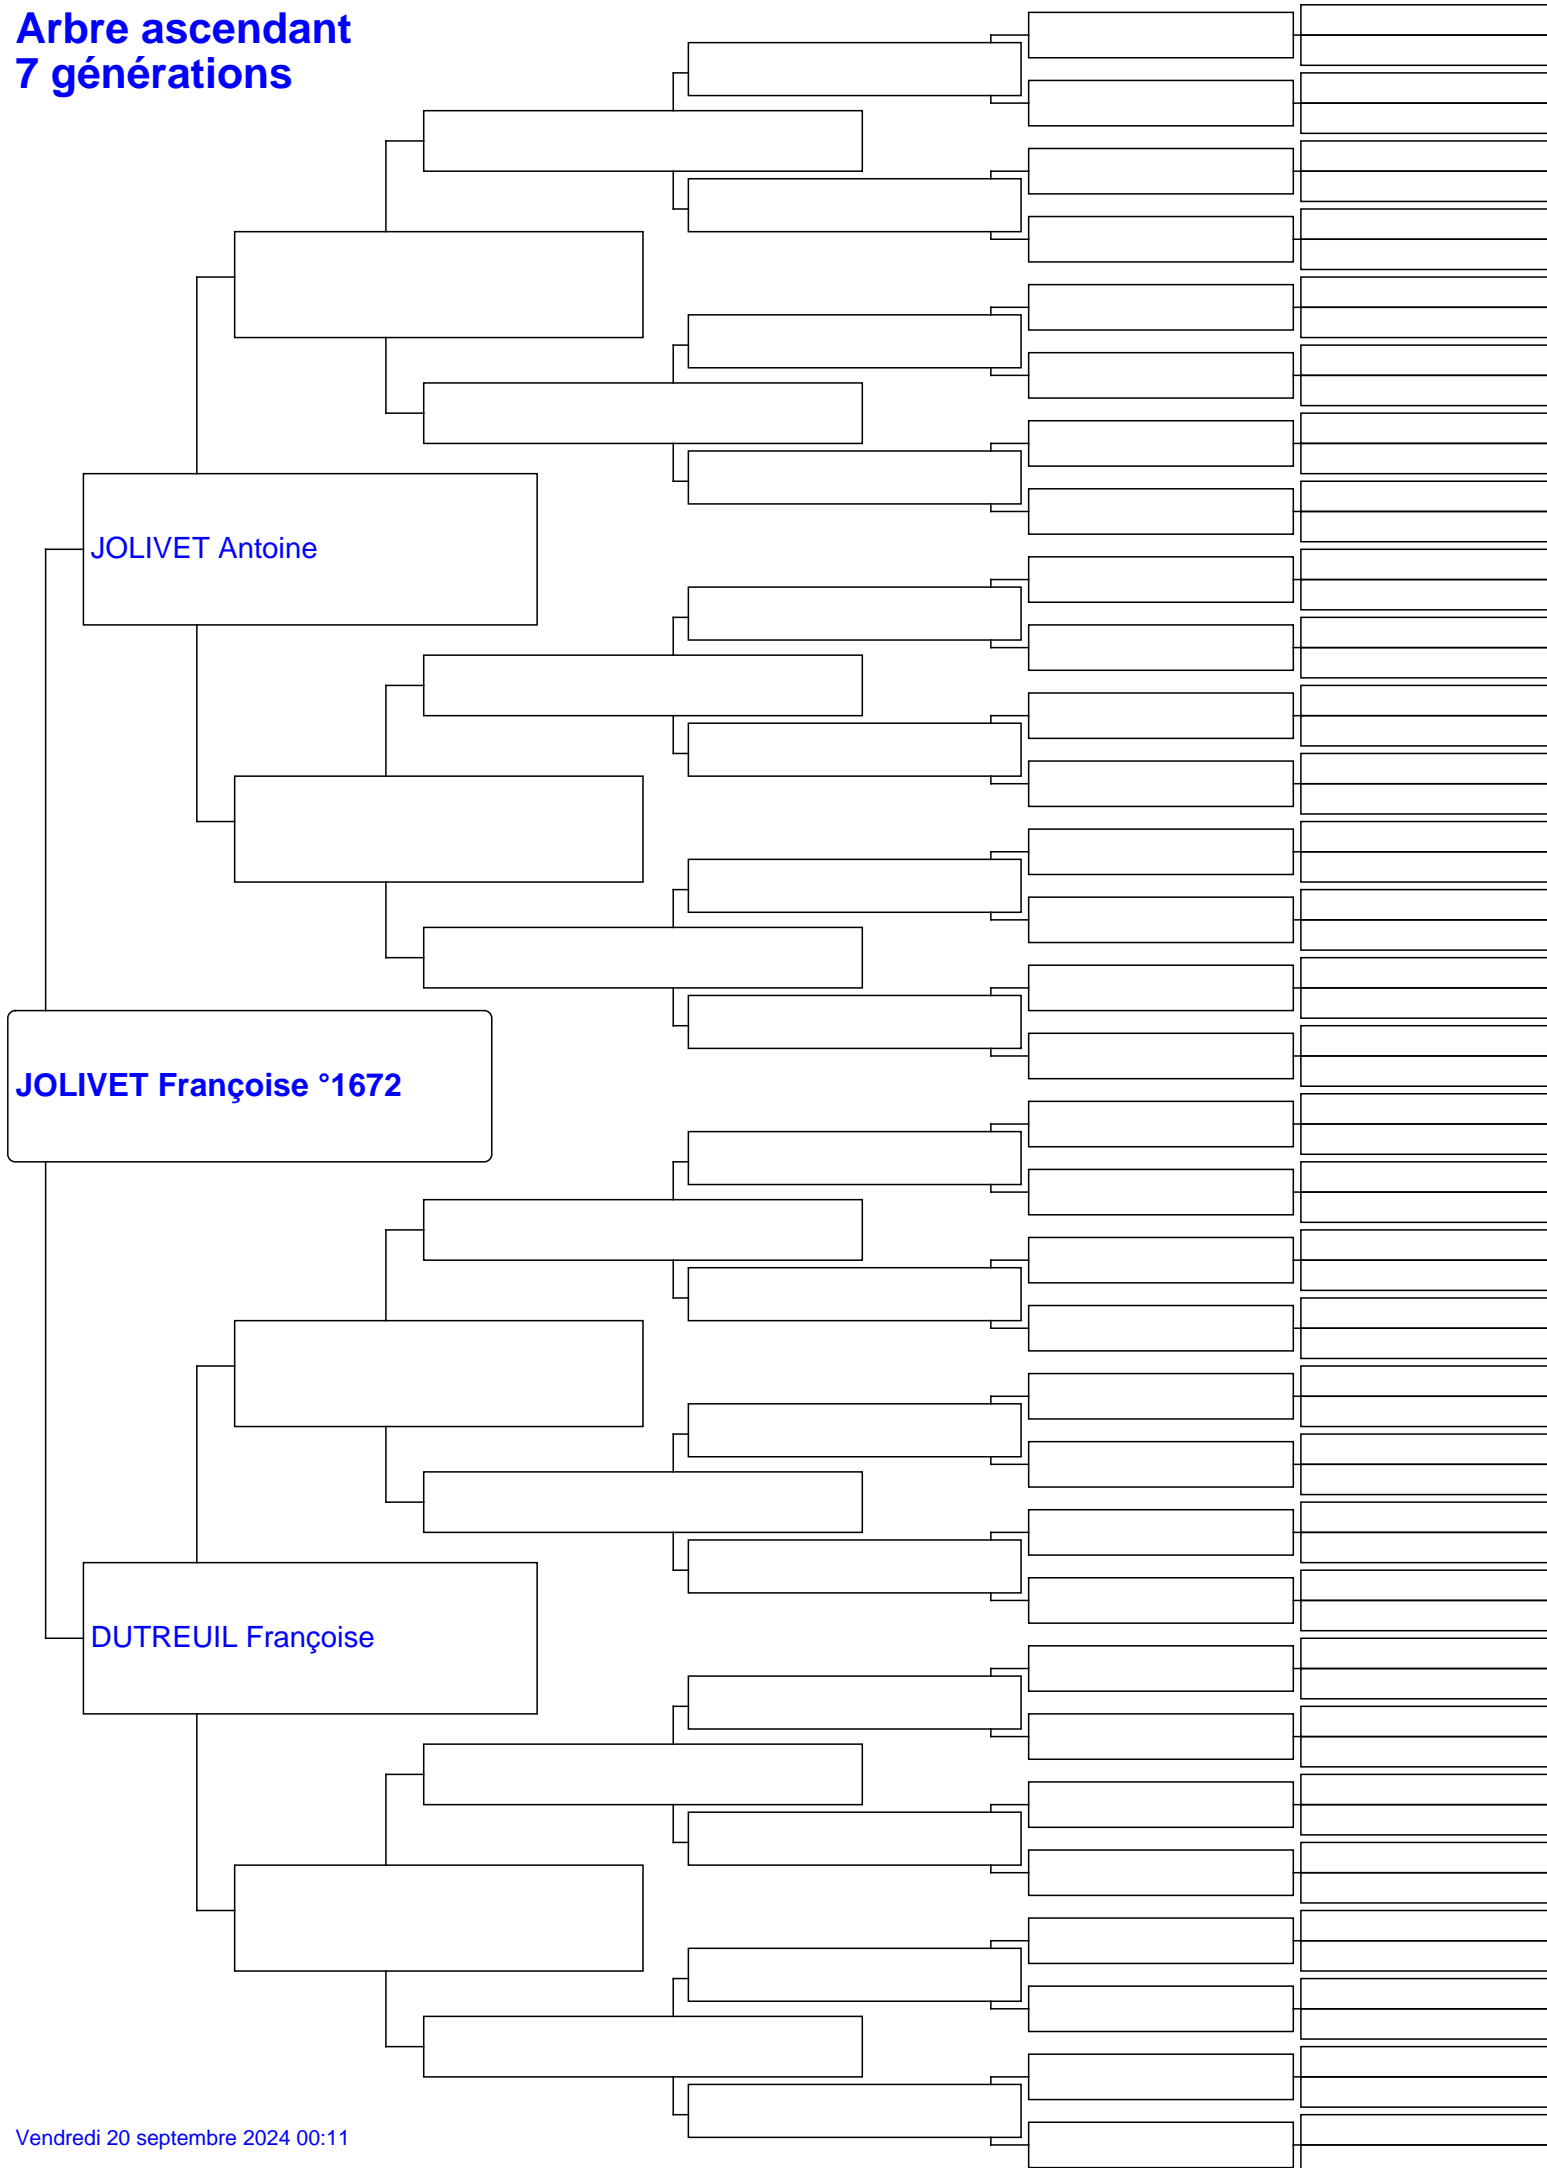 Arbre ascendant
7 générations
JOLIVET Antoine
JOLIVET Françoise °1672
DUTREUIL Françoise
Vendredi 20 septembre 2024 00:11